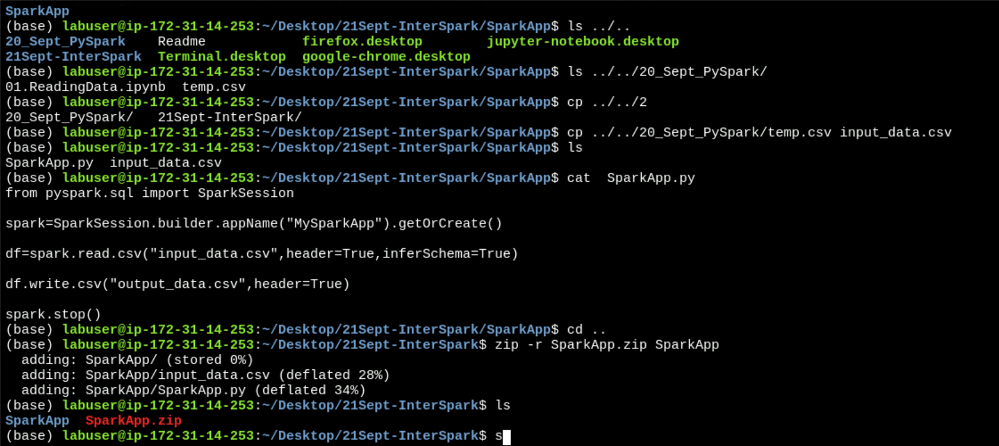 SparkApp
(base) labuser@ip-172-31-14-253:~/Desktop/21Sept-InterSpark/SparkApp$ ls ../..
20_Sept_PySpark    Readme            firefox.desktop        jupyter-notebook.desktop
21Sept-InterSpark  Terminal.desktop  google-chrome.desktop
(base) labuser@ip-172-31-14-253:~/Desktop/21Sept-InterSpark/SparkApp$ ls ../../20_Sept_PySpark/
01.ReadingData.ipynb  temp.csv
(base) labuser@ip-172-31-14-253:~/Desktop/21Sept-InterSpark/SparkApp$ cp ../../2
20_Sept_PySpark/   21Sept-InterSpark/
(base) labuser@ip-172-31-14-253:~/Desktop/21Sept-InterSpark/SparkApp$ cp ../../20_Sept_PySpark/temp.csv input_data.csv
(base) labuser@ip-172-31-14-253:~/Desktop/21Sept-InterSpark/SparkApp$ ls
SparkApp.py  input_data.csv
(base) labuser@ip-172-31-14-253:~/Desktop/21Sept-InterSpark/SparkApp$ cat  SparkApp.py
from pyspark.sql import SparkSession

spark=SparkSession.builder.appName("MySparkApp").getOrCreate()

df=spark.read.csv("input_data.csv",header=True,inferSchema=True)

df.write.csv("output_data.csv",header=True)

spark.stop()
(base) labuser@ip-172-31-14-253:~/Desktop/21Sept-InterSpark/SparkApp$ cd ..
(base) labuser@ip-172-31-14-253:~/Desktop/21Sept-InterSpark$ zip -r SparkApp.zip SparkApp
  adding: SparkApp/ (stored 0%)
  adding: SparkApp/input_data.csv (deflated 28%)
  adding: SparkApp/SparkApp.py (deflated 34%)
(base) labuser@ip-172-31-14-253:~/Desktop/21Sept-InterSpark$ ls
SparkApp  SparkApp.zip
(base) labuser@ip-172-31-14-253:~/Desktop/21Sept-InterSpark$ s